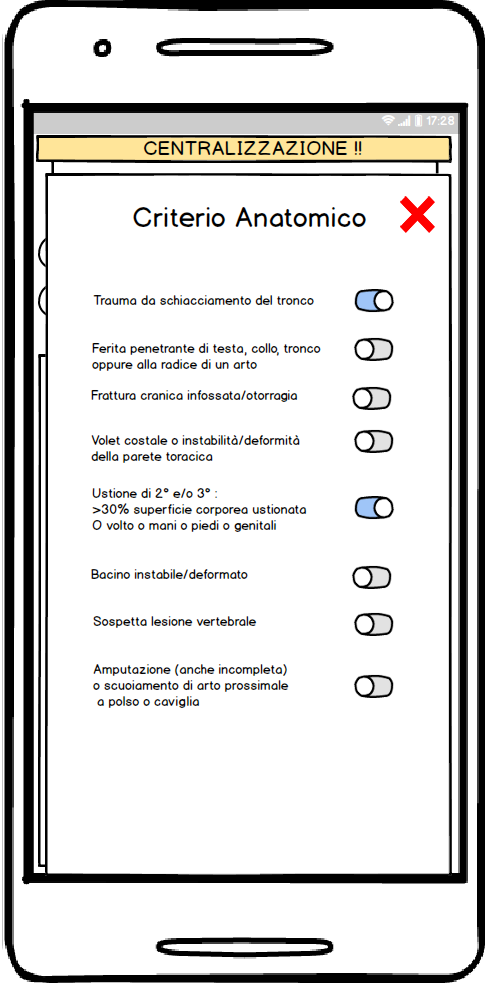 17:28
CENTRALIZZAZIONE !!
Criterio Anatomico
Trauma da schiacciamento del tronco
Ferita penetrante di testa, collo, tronco
oppure alla radice di un arto
Frattura cranica infossata/otorragia
Volet costale o instabilità/deformità
della parete toracica
Ustione di 2° e/o 3° :
>30% superficie corporea ustionata
O volto o mani o piedi o genitali
Bacino instabile/deformato
Sospetta lesione vertebrale
Amputazione (anche incompleta)
o scuoiamento di arto prossimale
a polso o caviglia